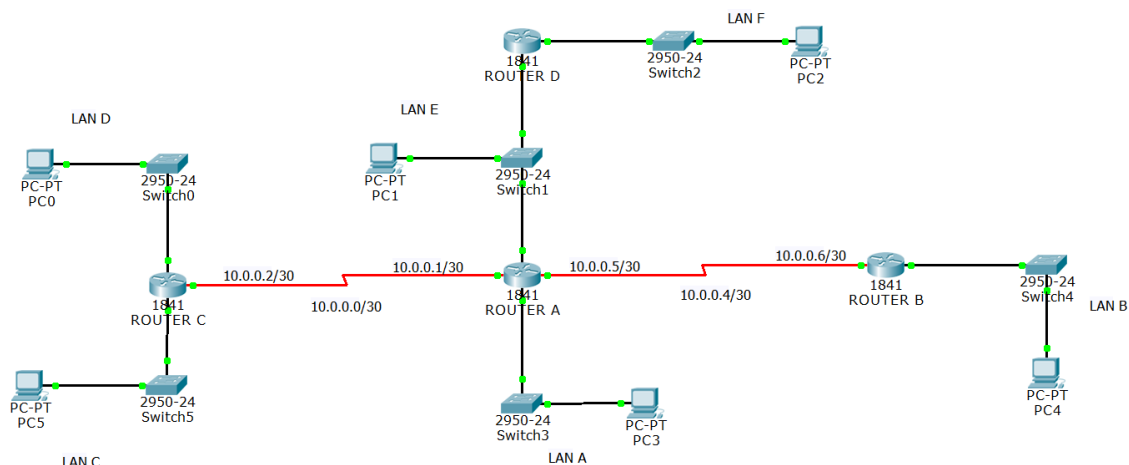 LAN F
1841
ROUTER D
2950-24
Switch2
PC-PT
PC2
LAN D
LAN E
PC-PT
PC0
2950-24
Switch0
PC-PT
PC1
2950-24
Switch1
10.0.0.2/30
10.0.0.1/30
10.0.0.5/30
10.0.0.6/30
1841
ROUTER C
10.0.0.0/30
1841
ROUTER A
10.0.0.4/30
1841
ROUTER B
2950-24
Switch4
LAN B
PC-PT
PC5
2950-24
Switch5
2950-24
Switch3
PC-PT
PC3
PC-PT
PC4
LAN C
LAN A